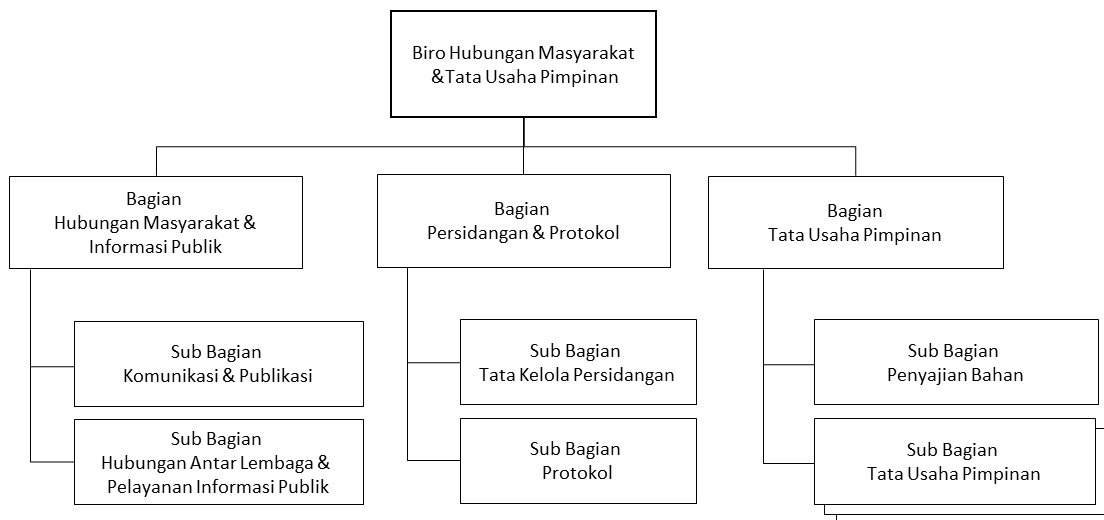 Biro Hubungan Masyarakat
&Tata Usaha Pimpinan
Bagian
Hubungan Masyarakat &
Informasi Publik
Bagian
Persidangan & Protokol
Bagian
Tata Usaha Pimpinan
Sub Bagian
Komunikasi & Publikasi
Sub Bagian
Tata Kelola Persidangan
Sub Bagian
Penyajian Bahan
Sub Bagian
Hubungan Antar Lembaga &
Pelayanan Informasi Publik
Sub Bagian
Protokol
Sub Bagian
Tata Usaha Pimpinan